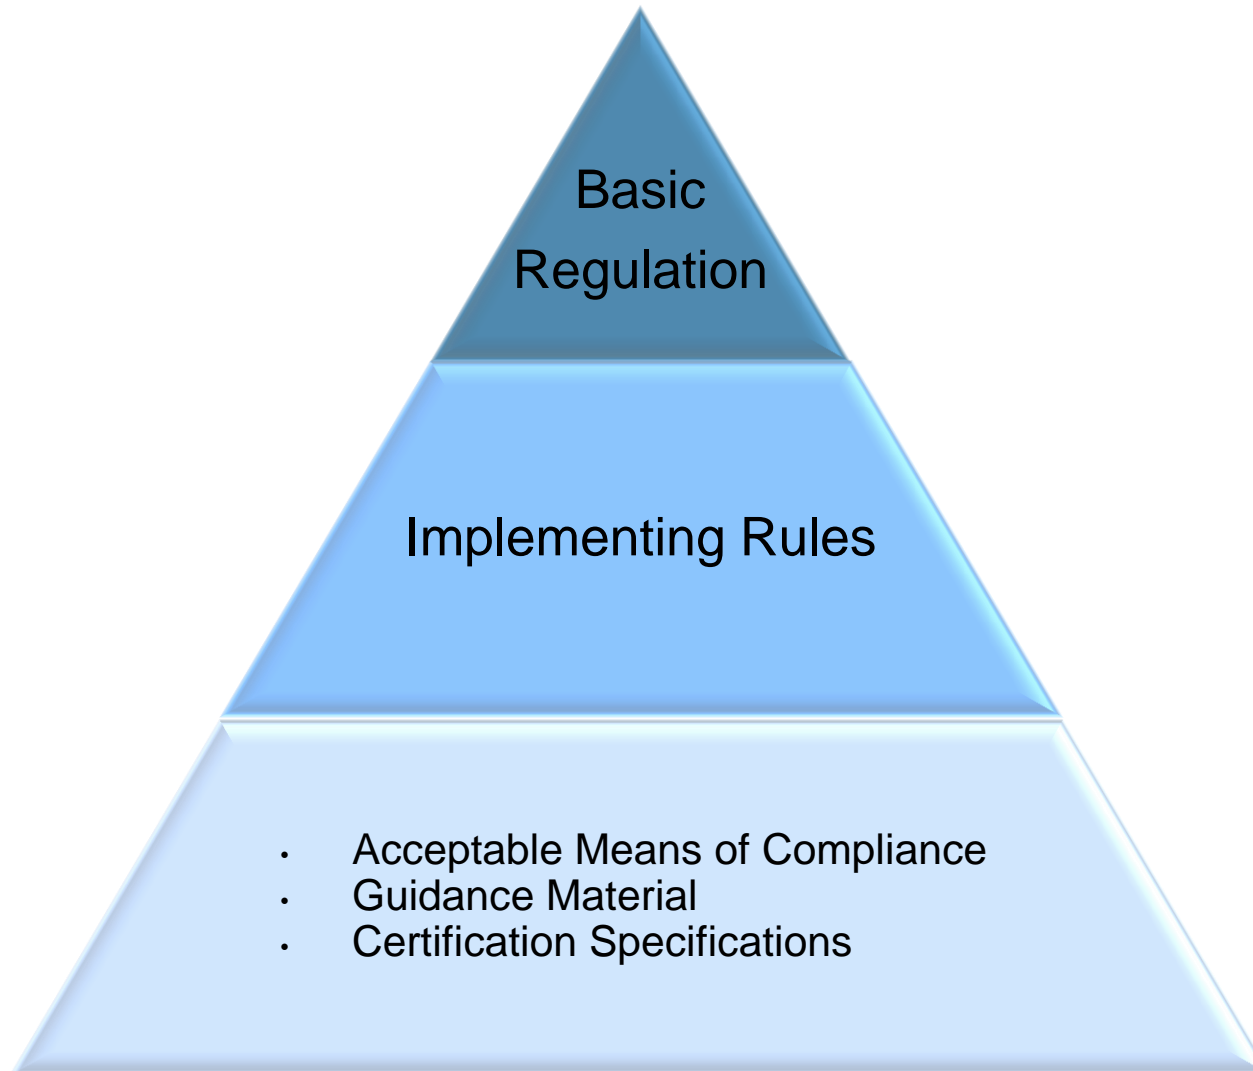 Basic
Regulation
Implementing Rules
· Acceptable Means of Compliance
· Guidance Material
· Certification Specifications